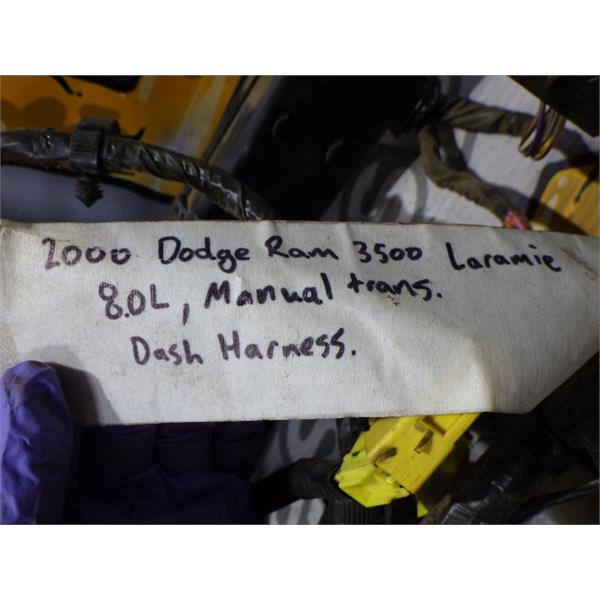 2000 Dodge Ram 3500 Laramie
8.0L, Manual trans.
Dash Harness.